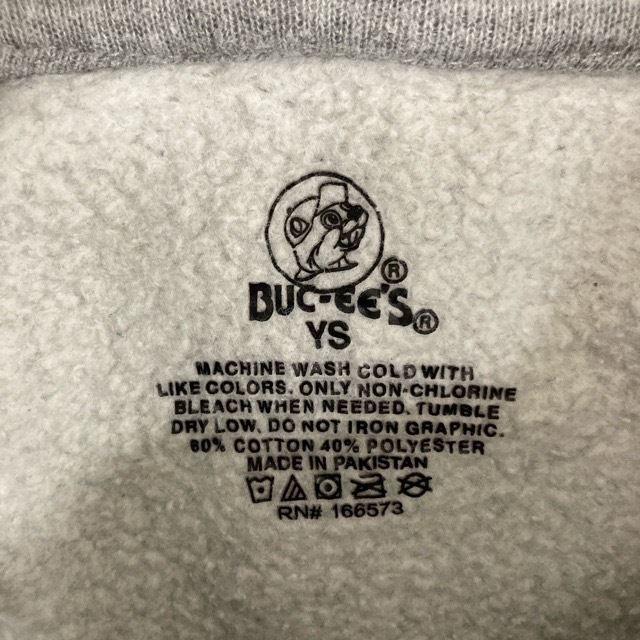 ®
BUC-EE'S®
YS
MACHINE WASH COLD WITH
LIKE COLORS. ONLY NON-CHLORINE
BLEACH WHEN NEEDED. TUMBLE
DRY LOW. DO NOT IRON GRAPHIC.
60% COTTON 40% POLYESTER
MADE IN PAKISTAN
RN# 166573